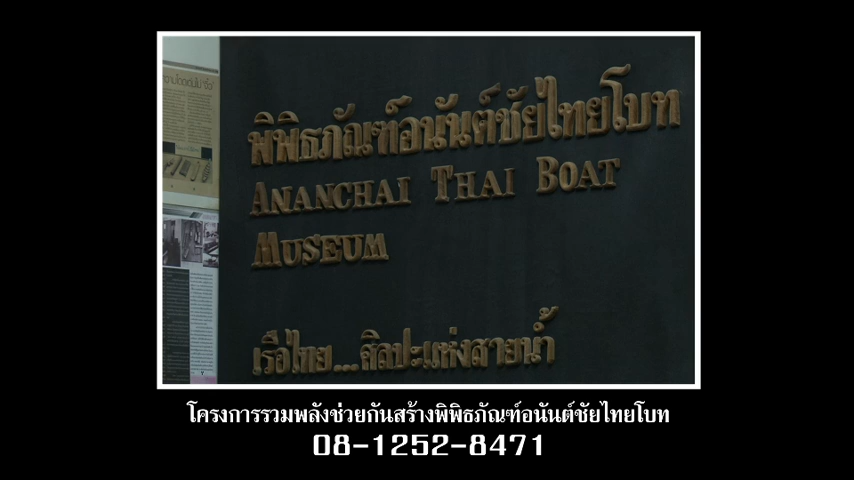 พิพิธภัณฑ์อนันต์ชัยไทยโบท
ANANCHAI THAI BOAT
MUSEUM
เรือไทย...ศิลปะแห่งสายน้ำ
โครงการรวมพลังช่วยกันสร้างพิพิธภัณฑ์อนันต์ชัยไทยโบท
08-1252-8471